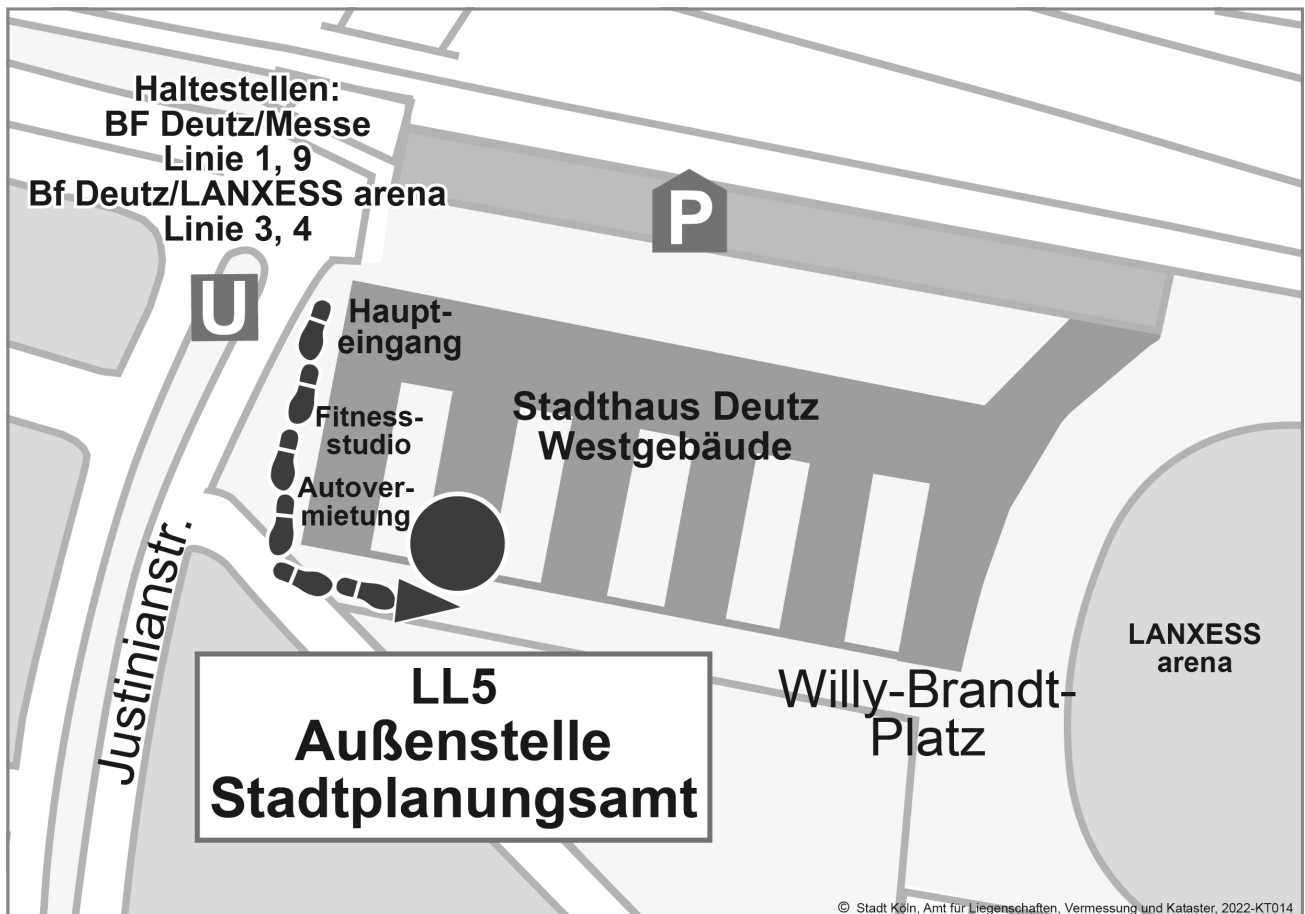 Haltestellen:
BF Deutz/Messe
Linie 1, 9
Bf Deutz/LANXESS arena
Linie 3, 4
U
P
Haupt-
eingang
Fitness-
studio
Autover-
mietung
Stadthaus Deutz
Westgebäude
Justinianstr.
LANXESS
arena
Willy-Brandt-
Platz
LL5
Außenstelle
Stadtplanungsamt
© Stadt Köln, Amt für Liegenschaften, Vermessung und Kataster, 2022-KT014